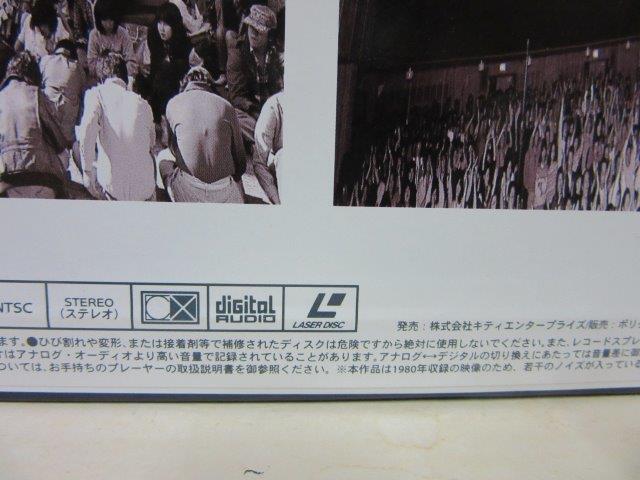 NTSC
STEREO
(ステレオ)
CX
digital
AUDIO
LASER DISC
発売：株式会社キティエンタープライズ/販売：ポリ
ます。●ひび割れや変形、または接着剤等で補修されたディスクは危険ですから絶対に使用しないでください。また、レコードスプレ
はアナログ・オーディオより高い音量で記録されていることがあります。アナログ↔デジタルの切り換えにあたっては音量差に御
ついては、お手持ちのプレーヤーの取扱説明書を御参照ください。※本作品は1980年収録の映像のため、若干のノイズが入っている